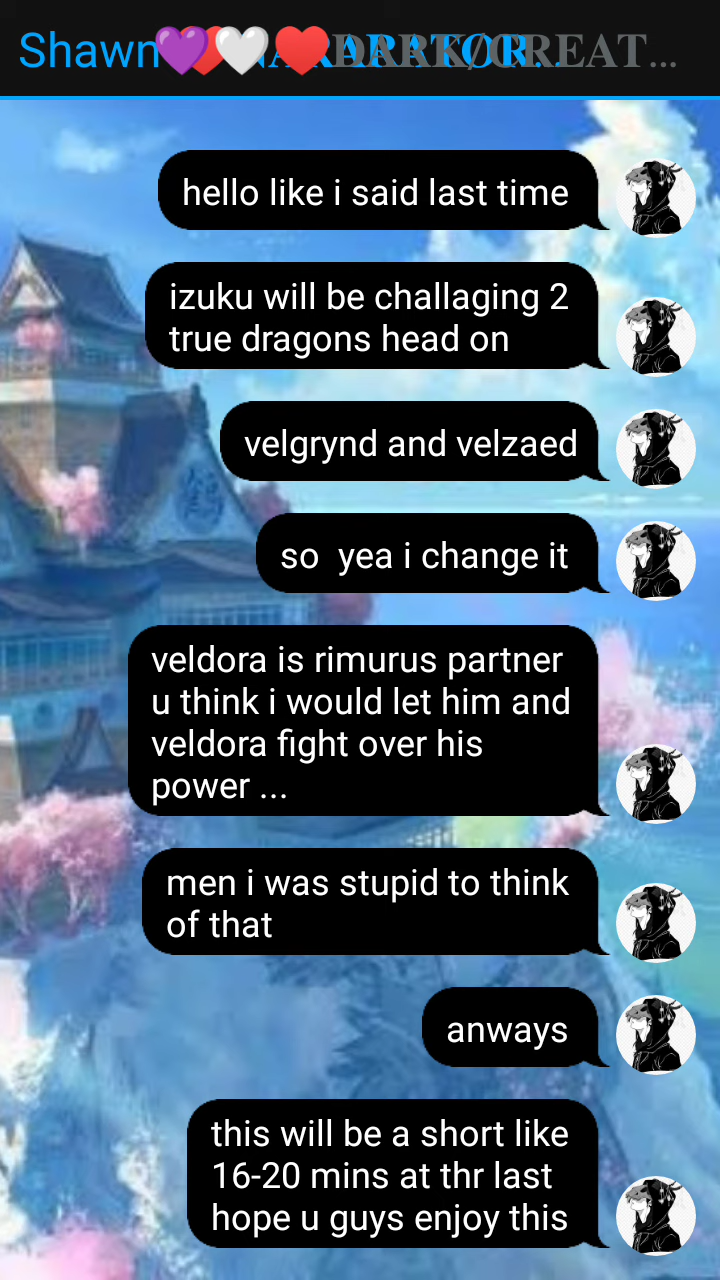 Shawn
DARK/CREAT...
hello like i said last time
izuku will be challaging 2
true dragons head on
velgrynd and velzaed
so  yea i change it
veldora is rimurus partner
u think i would let him and
veldora fight over his
power ...
men i was stupid to think
of that
anways
this will be a short like
16-20 mins at thr last
hope u guys enjoy this